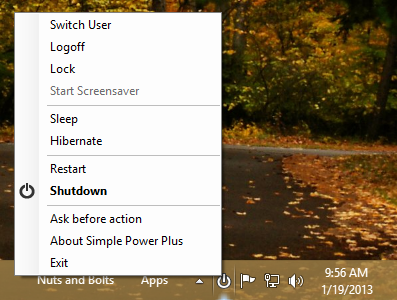 Switch User
Logoff
Lock
Start Screensaver
Sleep
Hibernate
Restart
Shutdown
Ask before action
About Simple Power Plus
Exit
Nuts and Bolts
Apps
9:56 AM
1/19/2013